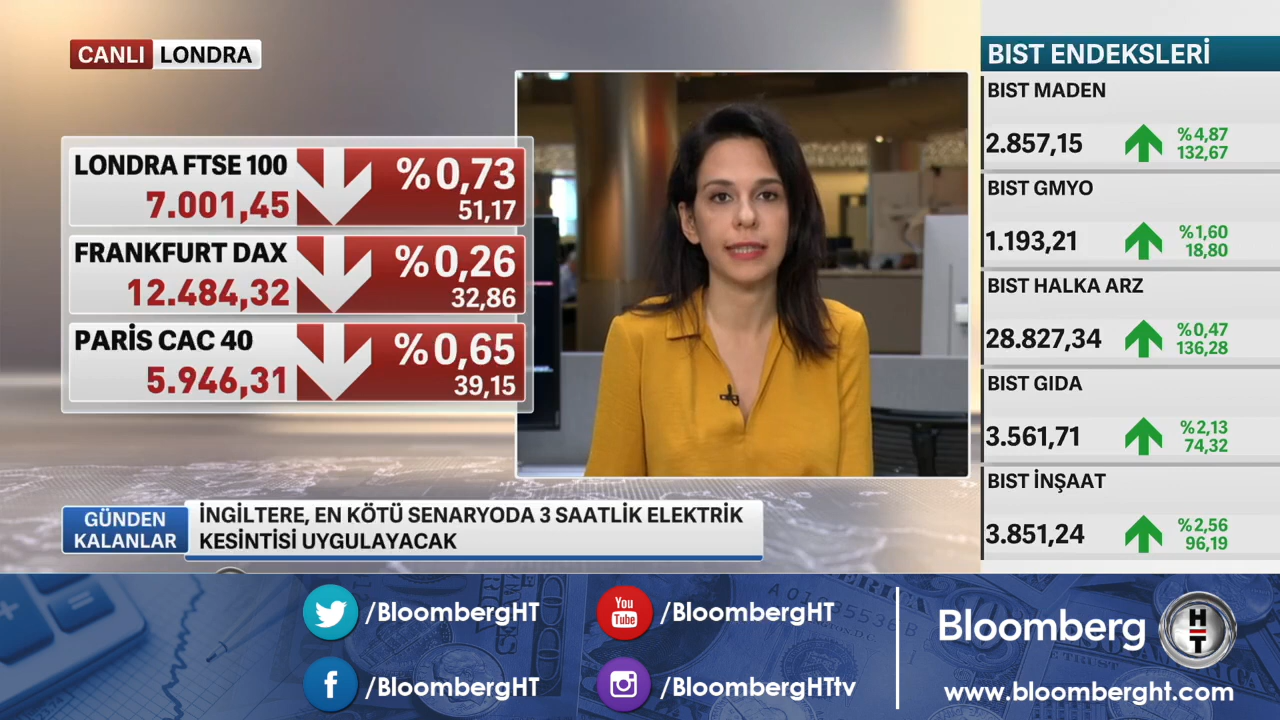 CANLI LONDRA
LONDRA FTSE 100
7.001,45
%0,73
51,17
FRANKFURT DAX
12.484,32
%0,26
32,86
PARİS CAC 40
5.946,31
%0,65
39,15
GÜNDEN
KALANLAR
İNGİLTERE, EN KÖTÜ SENARYODA 3 SAATLİK ELEKTRİK
KESİNTİSİ UYGULAYACAK
BIST ENDEKSLERİ
BIST MADEN
2.857,15
%4,87
132,67
BIST GMYO
1.193,21
%1,60
18,80
BIST HALKA ARZ
28.827,34
%0,47
136,28
BIST GIDA
3.561,71
%2,13
74,32
BIST İNŞAAT
3.851,24
%2,56
96,19
/BloombergHT
You
Tube
/BloombergHT
f
/BloombergHT
/BloombergHTtv
Bloomberg
H
T
www.bloomberght.com